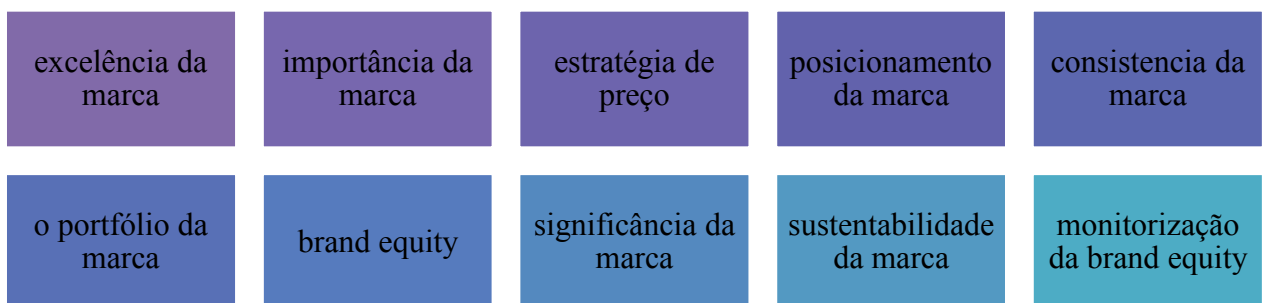 excelência da
marca
importância da
marca
estratégia de
preço
posicionamento
da marca
consistencia da
marca
o portfólio da
marca
brand equity
significância da
marca
sustentabilidade
da marca
monitorização
da brand equity